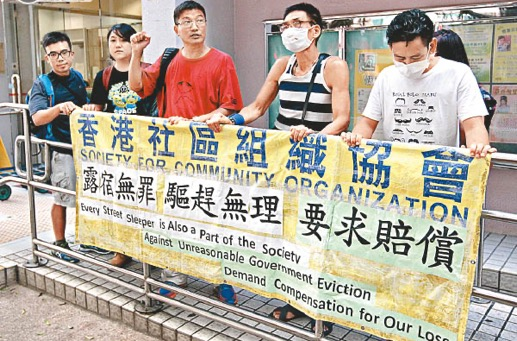 香港社區組織協會
SOCIETY FOR COMMUNITY ORGANIZATION
露宿無罪 驅趕無理 要求賠償
Every Street Sleeper is Also a Part of the Society
Against Unreasonable Government Eviction
Demand Compensation for Our Loss